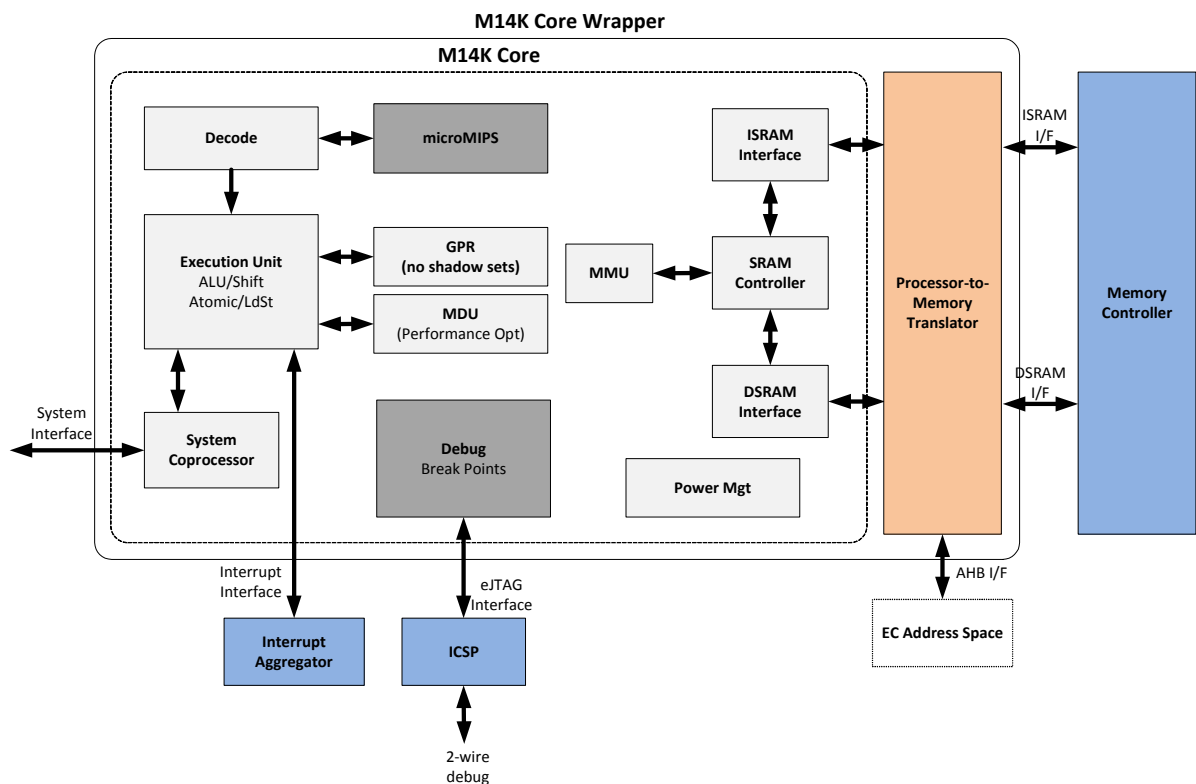 M14K Core Wrapper
M14K Core
Decode
microMIPS
ISRAM
Interface
ISRAM
I/F
Execution Unit
ALU/Shift
Atomic/LdSt
GPR
(no shadow sets)
MDU
(Performance Opt)
MMU
SRAM
Controller
Processor-to-
Memory
Translator
Memory
Controller
DSRAM
Interface
DSRAM
I/F
System
Interface
System
Coprocessor
Debug
Break Points
Power Mgt
Interrupt
Interface
eJTAG
Interface
AHB I/F
Interrupt
Aggregator
ICSP
EC Address Space
2-wire
debug